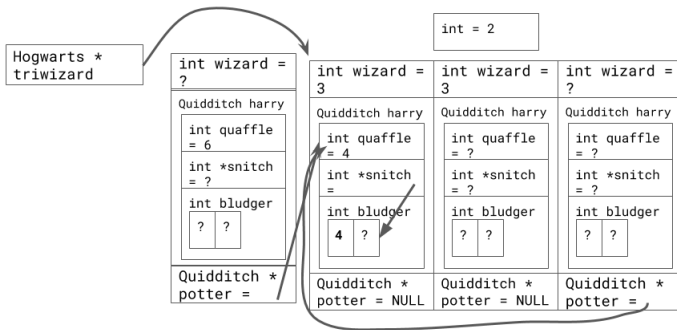 int = 2
Hogwarts *
triwizard
int wizard =
?
Quidditch harry
int quaffle
= 6
int *snitch
= ?
int bludger
? ?
Quidditch *
potter =
int wizard =
3
Quidditch harry
int quaffle
= 4
int *snitch
=
int bludger
4 ?
Quidditch *
potter = NULL
int wizard =
3
Quidditch harry
int quaffle
= ?
int *snitch
= ?
int bludger
? ?
Quidditch *
potter = NULL
int wizard =
?
Quidditch harry
int quaffle
= ?
int *snitch
= ?
int bludger
? ?
Quidditch *
potter =